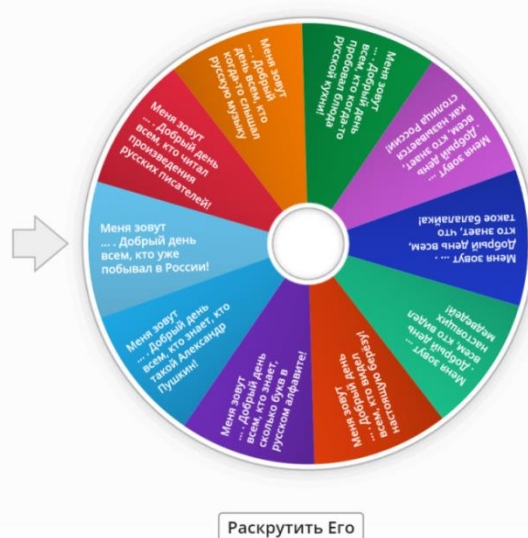 Меня зовут
... . Добрый день
всем, кто уже
побывал в России!
Меня зовут
... . Добрый день
всем, кто читал
произведения
русских писателей!
Меня зовут
... . Добрый
день всем, кто
когда-то слышал
русскую музыку
Меня зовут
... . Добрый день
всем, кто когда-то
пробовал блюда
русской кухни!
Меня зовут ...
. Добрый день
всем, кто знает,
как называется
столица России!
Меня зовут ... .
Добрый день всем,
кто знает, что
такое балалайка!
Меня зовут ...
. Добрый день
всем, кто видел
настоящих
медведей!
Меня зовут
... . Добрый день
всем, кто видел
настоящую березу!
Меня зовут
... . Добрый день
всем, кто знает,
сколько букв в
русском алфавите!
Меня зовут
... . Добрый день
всем, кто знает, кто
такой Александр
Пушкин!
Раскрутить Его